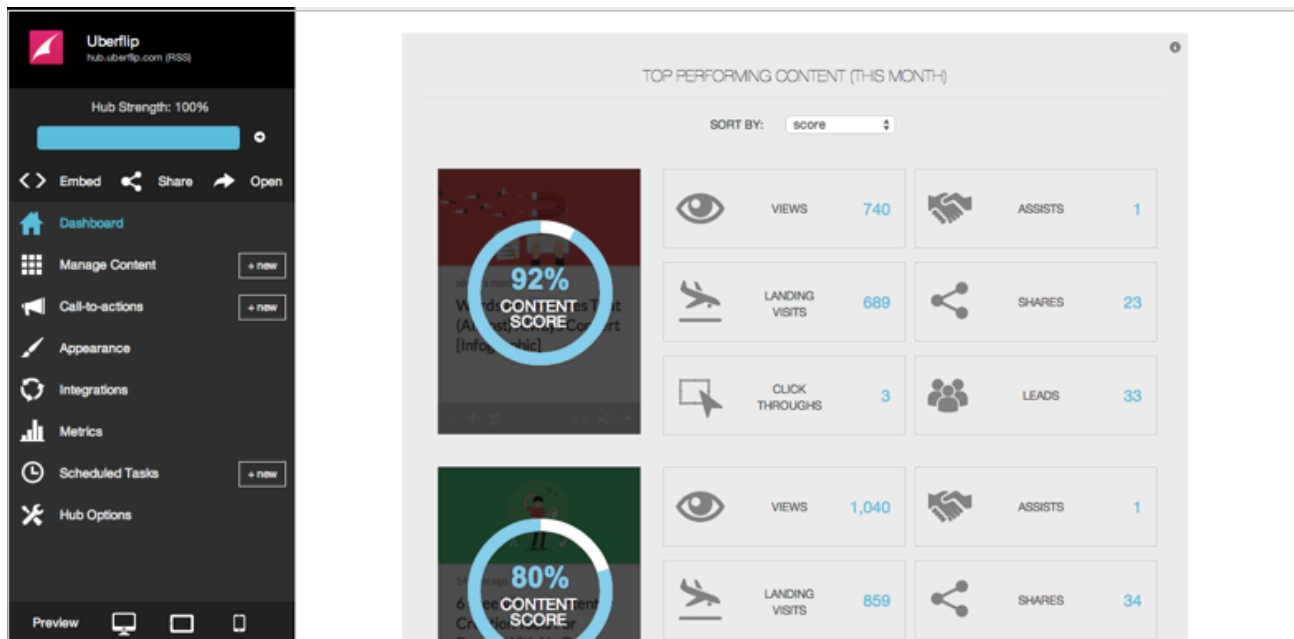 Uberflip
hub.uberflip.com (RSS)
Hub Strength: 100%
Embed Share Open
Dashboard
Manage Content + new
Call-to-actions + new
Appearance
Integrations
Metrics
Scheduled Tasks + new
Hub Options
Preview
TOP PERFORMING CONTENT (THIS MONTH)
SORT BY: score
92%
CONTENT
SCORE
[Infographic]
VIEWS 740
ASSISTS 1
LANDING
VISITS 689
SHARES 23
CLICK
THROUGHS 3
LEADS 33
80%
CONTENT
SCORE
VIEWS 1,040
ASSISTS 1
LANDING
VISITS 859
SHARES 34